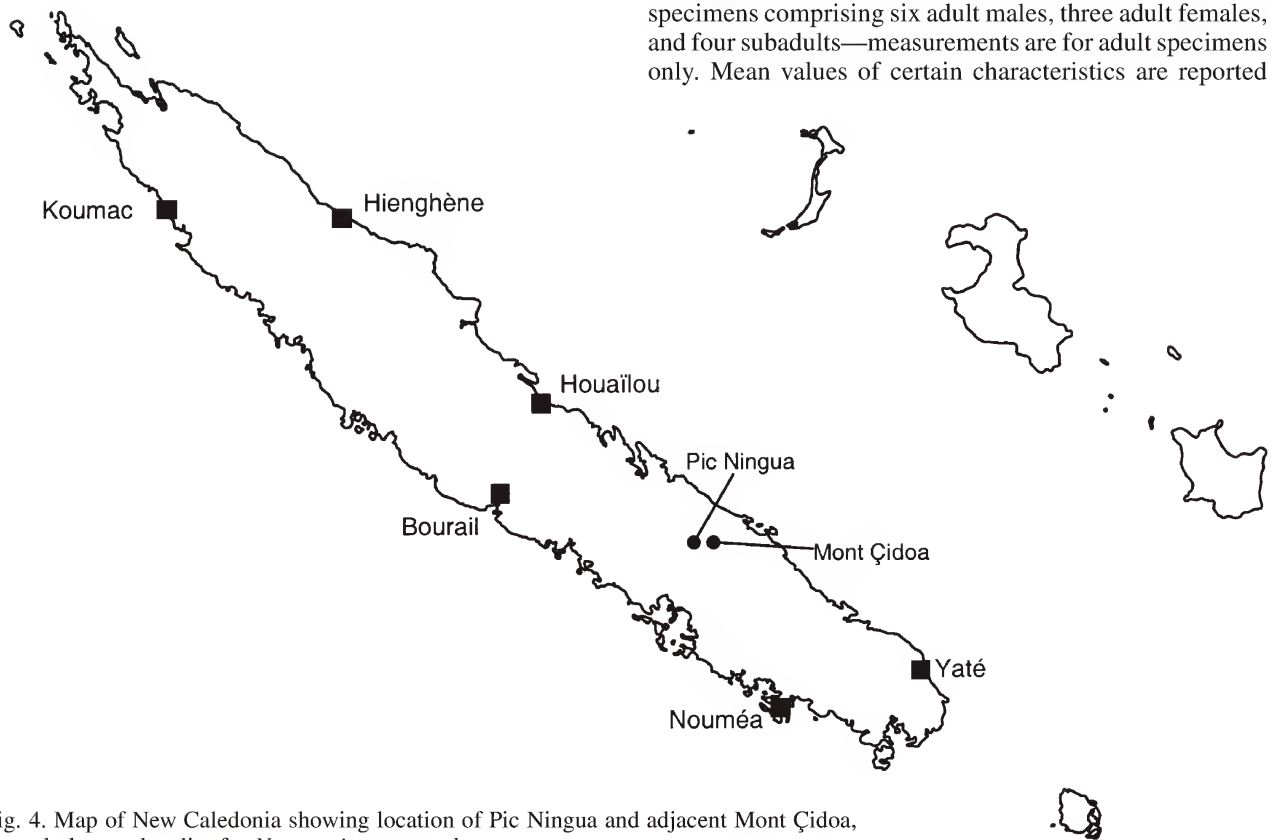 specimens comprising six adult males, three adult females,
and four subadults—measurements are for adult specimens
only. Mean values of certain characteristics are reported
Koumac
Hienghène
Houaïlou
Pic Ningua
Bourail
Mont Çidoa
Yaté
Nouméa
ig. 4. Map of New Caledonia showing location of Pic Ningua and adjacent Mont Çidoa,